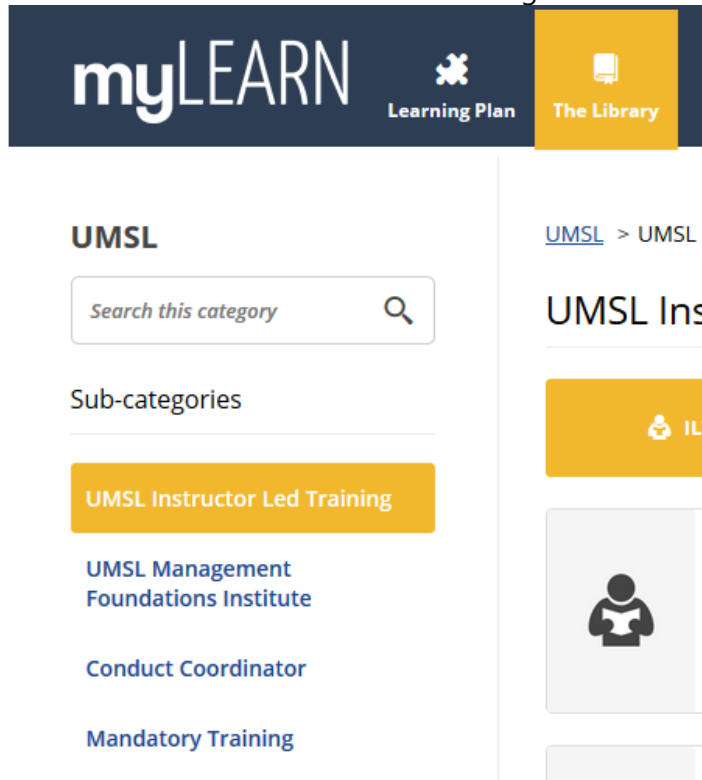 myLEARN
Learning Plan
The Library
UMSL
Search this category
Sub-categories
UMSL Instructor Led Training
UMSL Management
Foundations Institute
Conduct Coordinator
Mandatory Training
UMSL > UMSL
UMSL Ins
IL